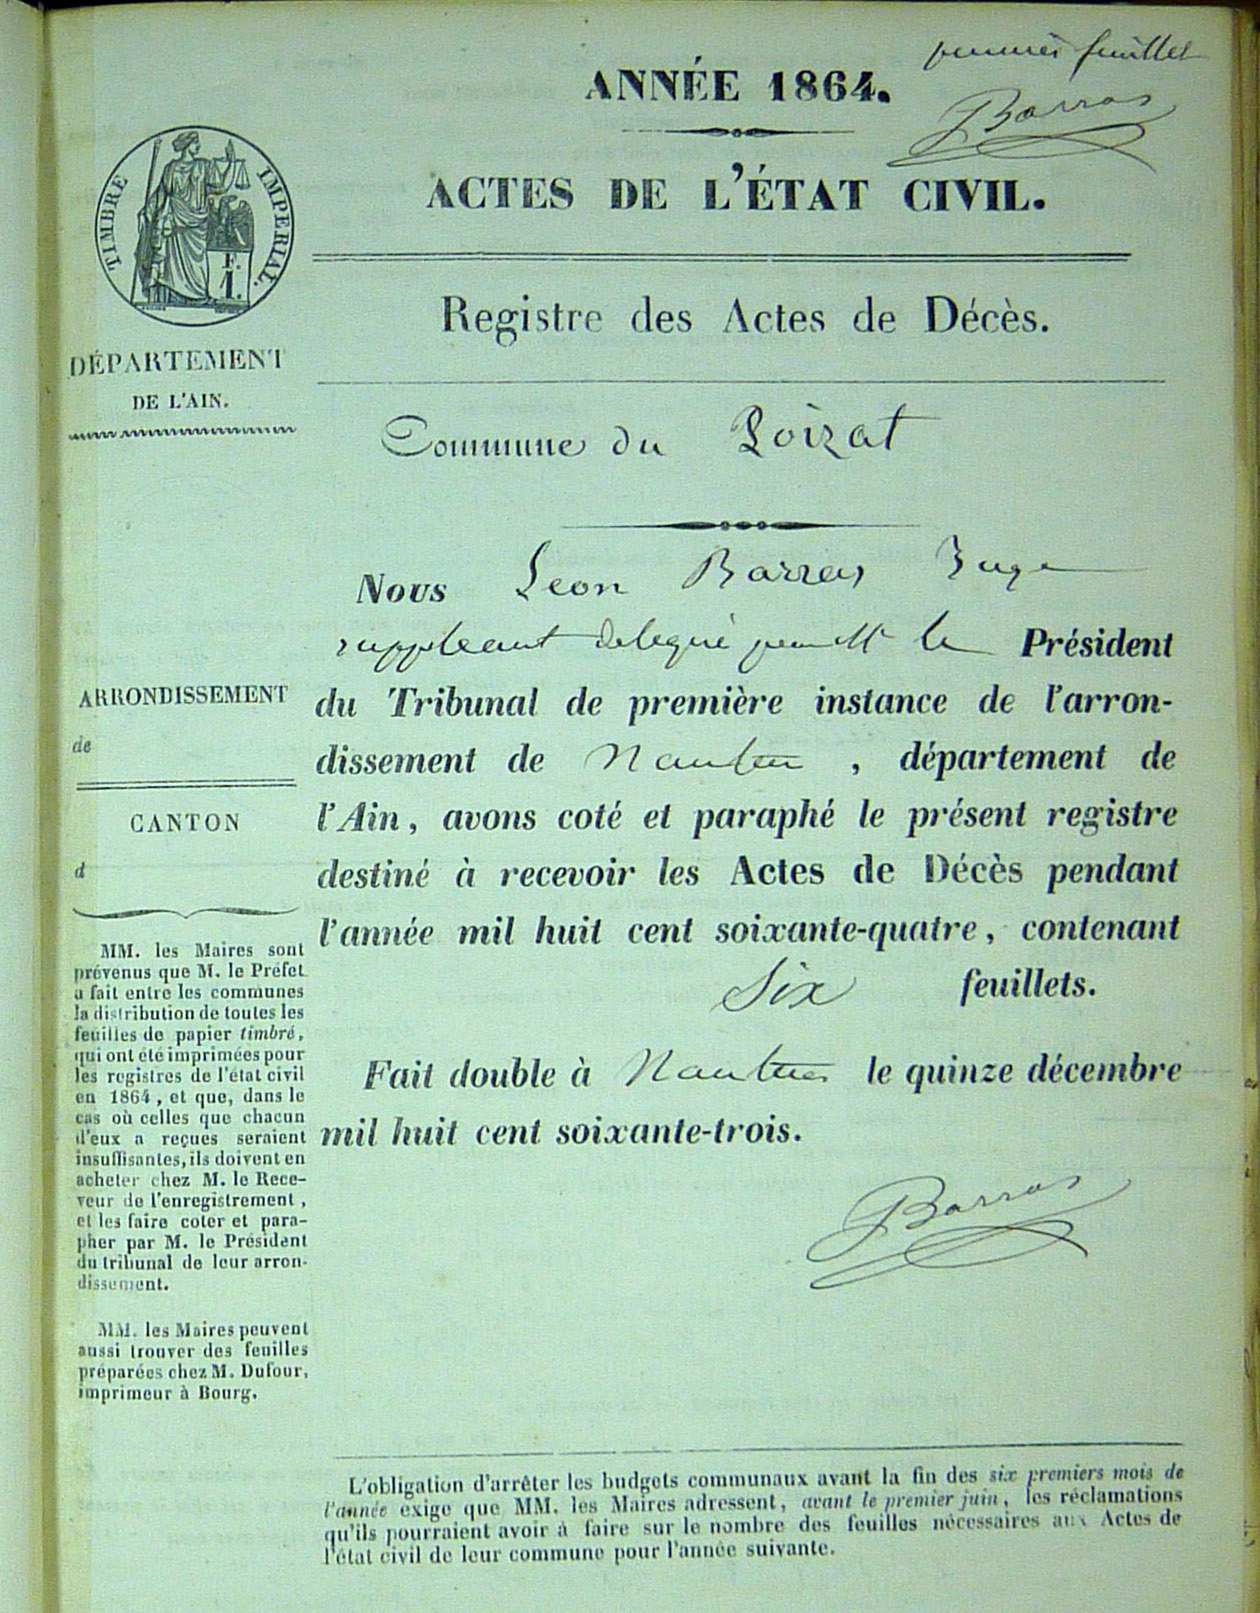 premier feuillet
Barras
ANNÉE 1864.
ACTES DE L'ÉTAT CIVIL.
TIMBRE IMPERIAL.
F.
1.
Registre des Actes de Décès.
DÉPARTEMENT
DE L'AIN.
Commune du Poizat
Nous Leon Barras Juge
suppleant delegué par Mr le Président
du Tribunal de première instance de l'arron-
dissement de Nantua , département de
l'Ain, avons coté et paraphé le présent registre
destiné à recevoir les Actes de Décès pendant
l'année mil huit cent soixante-quatre, contenant
Six feuillets.
Fait double à Nantua le quinze décembre
mil huit cent soixante-trois.
Barras
ARRONDISSEMENT
de
CANTON
d
MM. les Maires sont
prévenus que M. le Préfet
a fait entre les communes
la distribution de toutes les
feuilles de papier timbré,
qui ont été imprimées pour
les registres de l'état civil
en 1864, et que, dans le
cas où celles que chacun
d'eux a reçues seraient
insuffisantes, ils doivent en
acheter chez M. le Rece-
veur de l'enregistrement,
et les faire coter et para-
pher par M. le Président
du tribunal de leur arron-
dissement.
MM. les Maires peuvent
aussi trouver des feuilles
préparées chez M. Dufour,
imprimeur à Bourg.
L'obligation d'arrêter les budgets communaux avant la fin des six premiers mois de
l'année exige que MM. les Maires adressent, avant le premier juin, les réclamations
qu'ils pourraient avoir à faire sur le nombre des feuilles nécessaires aux Actes de
l'état civil de leur commune pour l'année suivante.